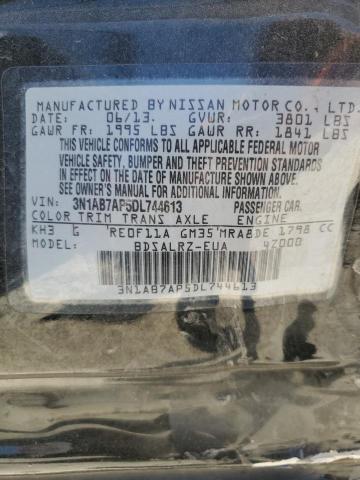 MANUFACTURED BY NISSAN MOTOR CO., LTD.
DATE: 06/13. GVWR: 3801 LBS
GAWR FR: 1995 LBS GAWR RR: 1841 LBS
THIS VEHICLE CONFORMS TO ALL APPLICABLE FEDERAL MOTOR
VEHICLE SAFETY, BUMPER AND THEFT PREVENTION STANDARDS
IN EFFECT ON THE DATE OF MANUFACTURE SHOWN ABOVE.
SEE OWNER'S MANUAL FOR ADDITIONAL INFORMATION.
VIN: 3N1AB7AP5DL744613 PASSENGER CAR.
COLOR TRIM TRANS AXLE ENGINE
KH3 G RE0F11A GM35 MRA8DE 1798 CC
MODEL: BDSALRZ-EUA 4Z000
3N1AB7AP5DL744613